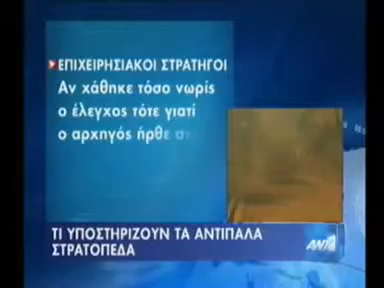 ΕΠΙΧΕΙΡΗΣΙΑΚΟΙ ΣΤΡΑΤΗΓΟΙ
Αν χάθηκε τόσο νωρίς
ο έλεγχος τότε γιατί
ο αρχηγός ήρθε
ΤΙ ΥΠΟΣΤΗΡΙΖΟΥΝ ΤΑ ΑΝΤΙΠΑΛΑ
ΣΤΡΑΤΟΠΕΔΑ
ΑΝΤ1